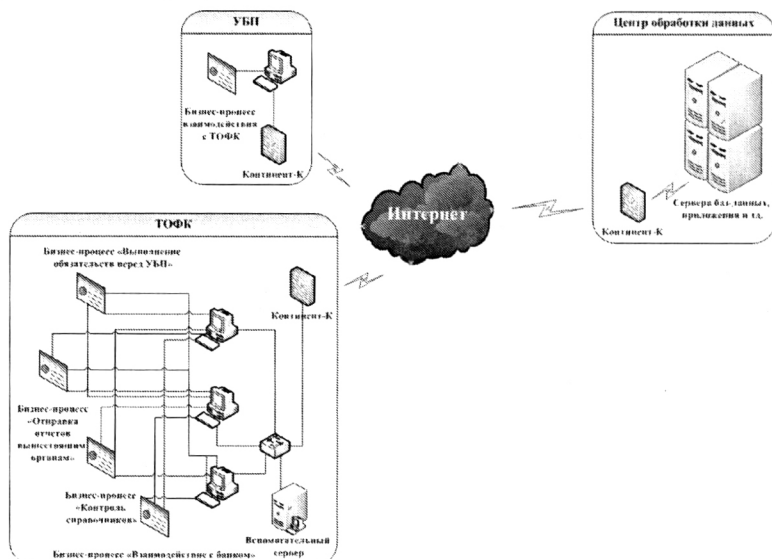 УБП
Бизнес-процесс
взаимодействия
с ТОФК
Континент-К
Центр обработки данных
Континент-К
Сервера баз данных,
приложения и тд.
Интернет
ТОФК
Бизнес-процесс «Выполнение
обязательств перед УБП»
Континент-К
Бизнес-процесс
«Отправка
отчетов
вышестоящим
органам»
Бизнес-процесс
«Контроль
справочников»
Вспомогательный
сервер
Бизнес-процесс «Взаимодействие с банком»